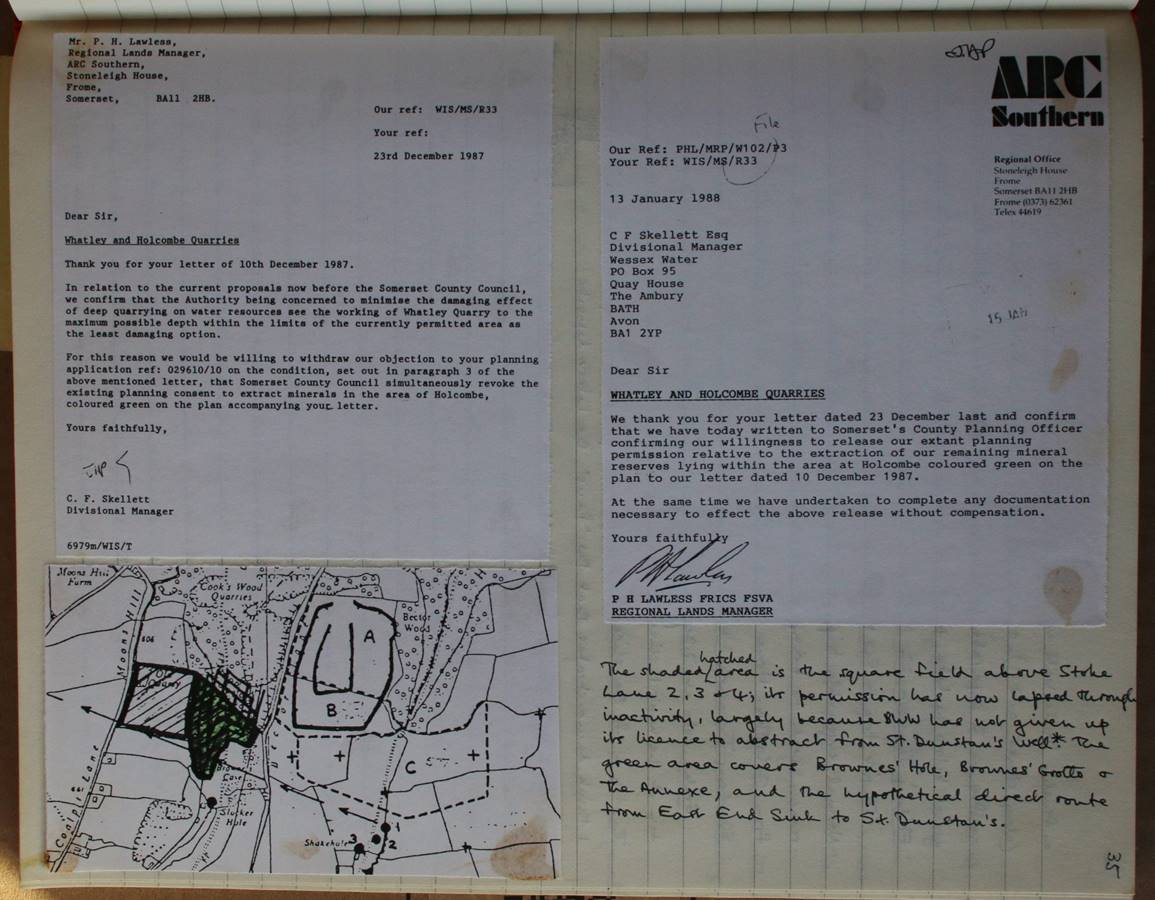 Mr. P. H. Lawless,
Regional Lands Manager,
ARC Southern,
Stoneleigh House,
Frome,
Somerset, BA11 2HB.
Our ref: WIS/MS/R33
Your ref:
23rd December 1987
Dear Sir,
Whatley and Holcombe Quarries
Thank you for your letter of 10th December 1987.
In relation to the current proposals now before the Somerset County Council,
we confirm that the Authority being concerned to minimise the damaging effect
of deep quarrying on water resources see the working of Whatley Quarry to the
maximum possible depth within the limits of the currently permitted area as
the least damaging option.
For this reason we would be willing to withdraw our objection to your planning
application ref: 029610/10 on the condition, set out in paragraph 3 of the
above mentioned letter, that Somerset County Council simultaneously revoke the
existing planning consent to extract minerals in the area of Holcombe,
coloured green on the plan accompanying your letter.
Yours faithfully,
C. F. Skellett
Divisional Manager
6979m/WIS/T
Moons Hill
Farm
Cook's Wood
Quarries
Moons Hill
606
A
Bector
Wood
H
B
C
661
Cooks Lane
Stoker
Hole
Shakehole
3
1
2
ARC
Southern
File
Our Ref: PHL/MRP/W102/P3
Your Ref: WIS/MS/R33
Regional Office
Stoneleigh House
Frome
Somerset BA11 2HB
Frome (0373) 62361
Telex 44619
13 January 1988
C F Skellett Esq
Divisional Manager
Wessex Water
PO Box 95
Quay House
The Ambury
BATH
Avon
BA1 2YP
15 JAN
Dear Sir
WHATLEY AND HOLCOMBE QUARRIES
We thank you for your letter dated 23 December last and confirm
that we have today written to Somerset's County Planning Officer
confirming our willingness to release our extant planning
permission relative to the extraction of our remaining mineral
reserves lying within the area at Holcombe coloured green on the
plan to our letter dated 10 December 1987.
At the same time we have undertaken to complete any documentation
necessary to effect the above release without compensation.
Yours faithfully
P H LAWLESS FRICS FSVA
REGIONAL LANDS MANAGER
The shaded hatched area is the square field above Stoke
Lane 2, 3 & 4; its permission has now lapsed through
inactivity, largely because BWW has not given up
its licence to abstract from St. Dunstan's Well*. The
green area covers Brownes' Hole, Brownes' Grotto &
The Annexe, and the hypothetical direct route
from East End Sink to St. Dunstan's.
35